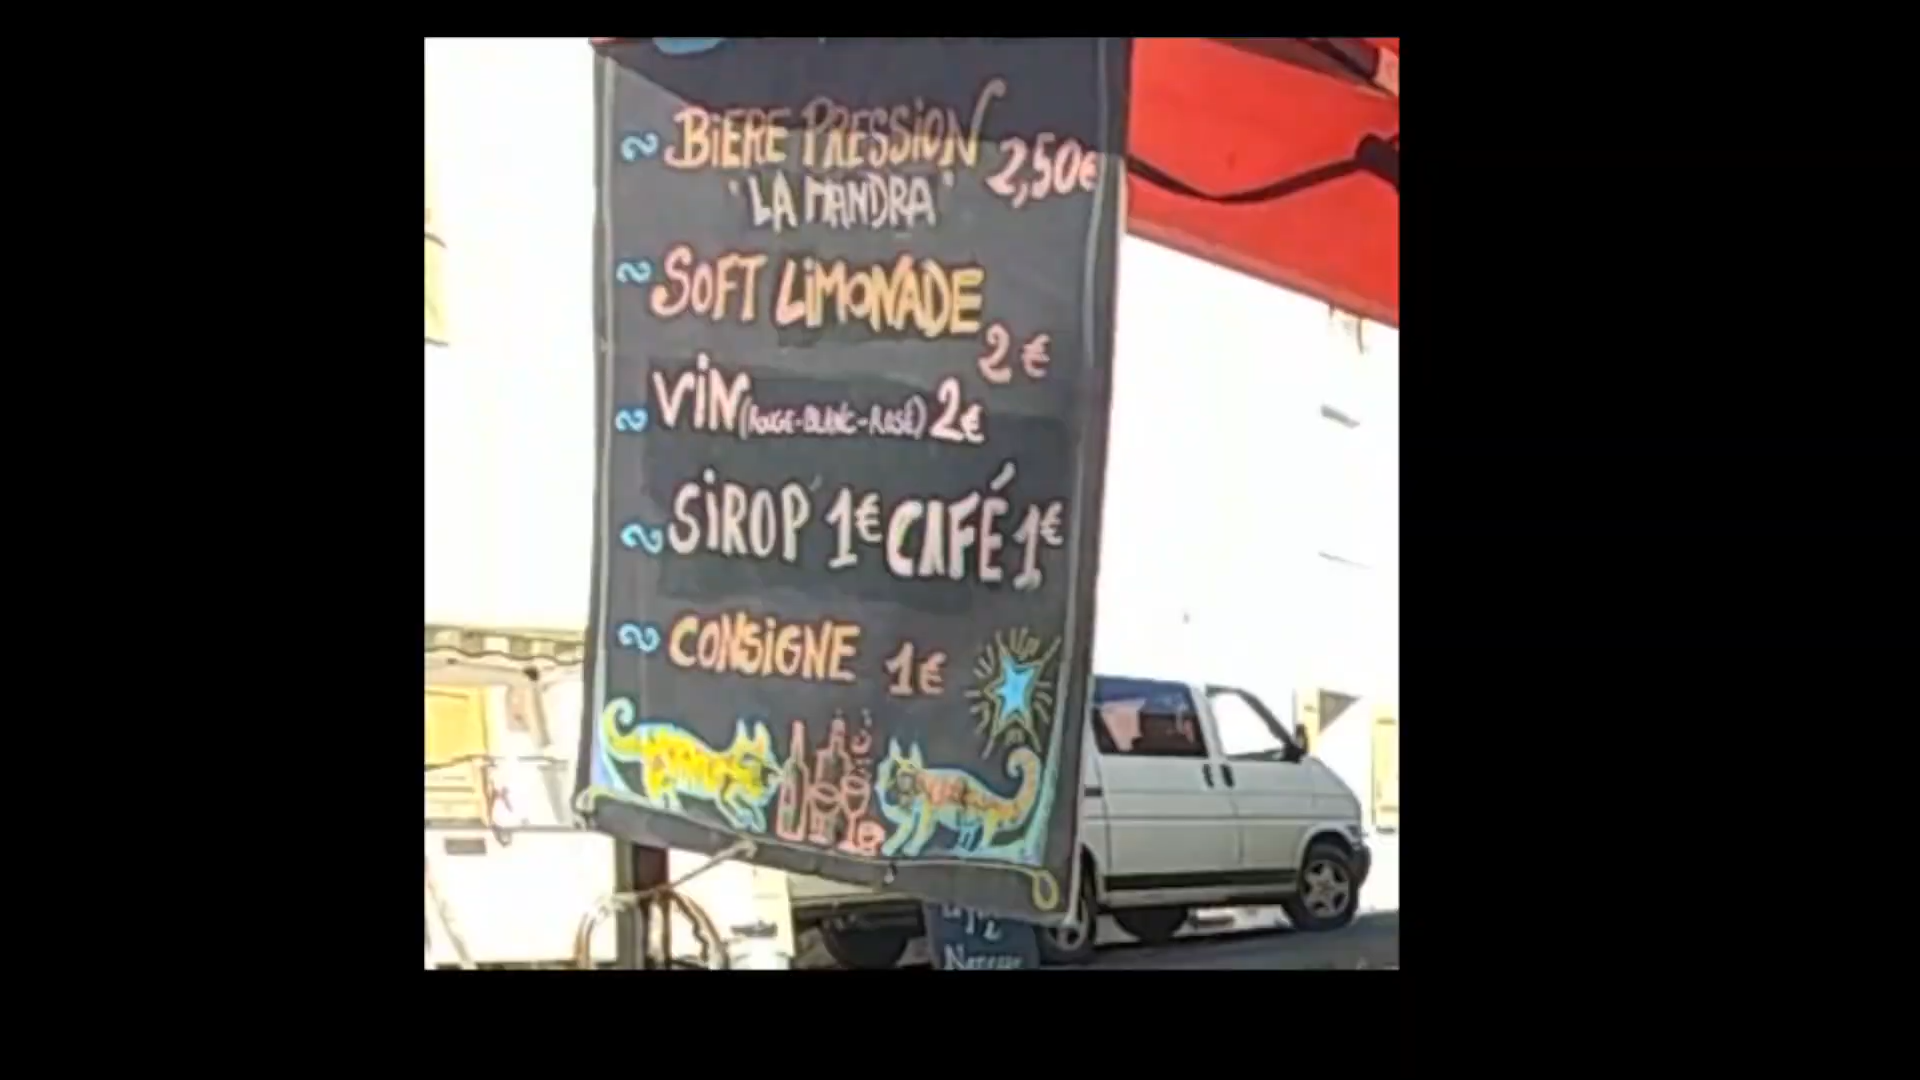 BiERE PRESSiON 2,50€
"LA MANDRA"
SOFT LiMONADE
2€
ViN (ROUGE-BLANC-ROSÉ) 2€
SiROP 1€ CAFÉ 1€
CONSiGNE 1€